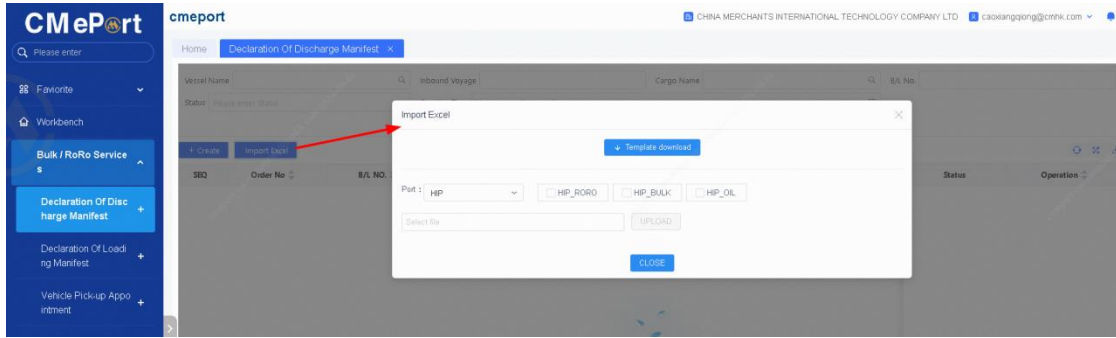 CMePort
cmeport
CHINA MERCHANTS INTERNATIONAL TECHNOLOGY COMPANY LTD
caoxiangqiong@cmhk.com
Please enter
Home
Declaration Of Discharge Manifest ×
Vessel Name
Inbound Voyage
Cargo Name
B/L No.
Status
Please enter Status
Favorite
Workbench
Bulk / RoRo Service
s
Declaration Of Disc
harge Manifest
Declaration Of Loadi
ng Manifest
Vehicle Pick-up Appo
intment
+ Create
Import Excel
SEQ
Order No
B/L NO.
Status
Operation
Import Excel
Template download
Port :
HIP
HIP_RORO
HIP_BULK
HIP_OIL
Select file
UPLOAD
CLOSE